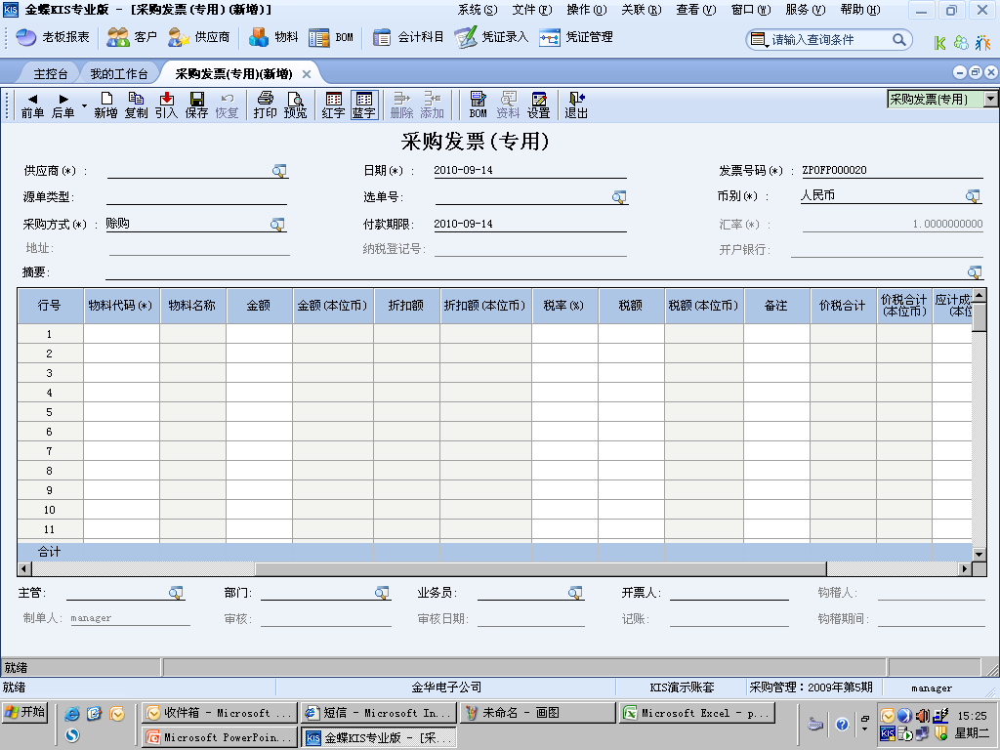 KIS 金蝶KIS专业版 - [采购发票(专用)(新增)] 系统(S) 文件(F) 操作(O) 关联(R) 查看(V) 窗口(W) 服务(V) 帮助(H)
老板报表 客户 供应商 物料 BOM 会计科目 凭证录入 凭证管理 请输入查询条件
主控台 我的工作台 采购发票(专用)(新增)
前单 后单 新增 复制 引入 保存 恢复 打印 预览 红字 蓝字 删除 添加 BOM 资料 设置 退出 采购发票(专用)
采购发票(专用)
供应商(*) : 日期(*) : 2010-09-14 发票号码(*) : ZPOFP000020
源单类型: 选单号: 币别(*) : 人民币
采购方式(*) : 赊购 付款期限: 2010-09-14 汇率(*) : 1.0000000000
地址: 纳税登记号: 开户银行:
摘要:
行号 物料代码(*) 物料名称 金额 金额(本位币) 折扣额 折扣额(本位币) 税率(%) 税额 税额(本位币) 备注 价税合计 价税合计(本位币) 应计成(本位
1
2
3
4
5
6
7
8
9
10
11
合计
主管: 部门: 业务员: 开票人: 钩稽人:
制单人: manager 审核: 审核日期: 记账: 钩稽期间:
就绪
就绪 金华电子公司 KIS演示账套 采购管理：2009年第5期 manager
开始 收件箱 - Microsoft ... 短信 - Microsoft In... 未命名 - 画图 Microsoft Excel - p... 15:25
Microsoft PowerPoin... 金蝶KIS专业版 - [采... 星期二